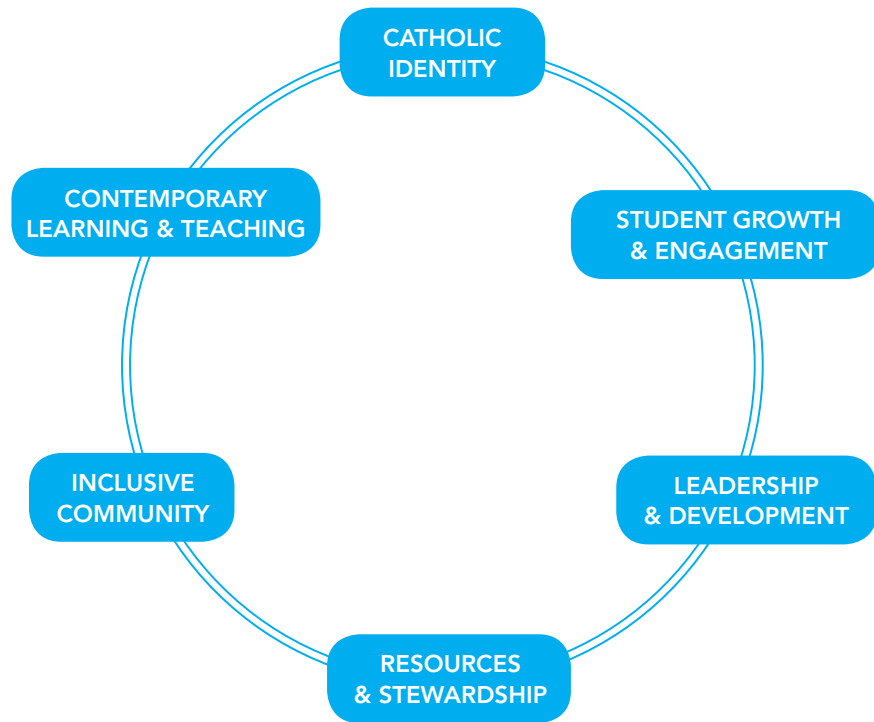 CATHOLIC
IDENTITY
CONTEMPORARY
LEARNING & TEACHING
STUDENT GROWTH
& ENGAGEMENT
INCLUSIVE
COMMUNITY
LEADERSHIP
& DEVELOPMENT
RESOURCES
& STEWARDSHIP